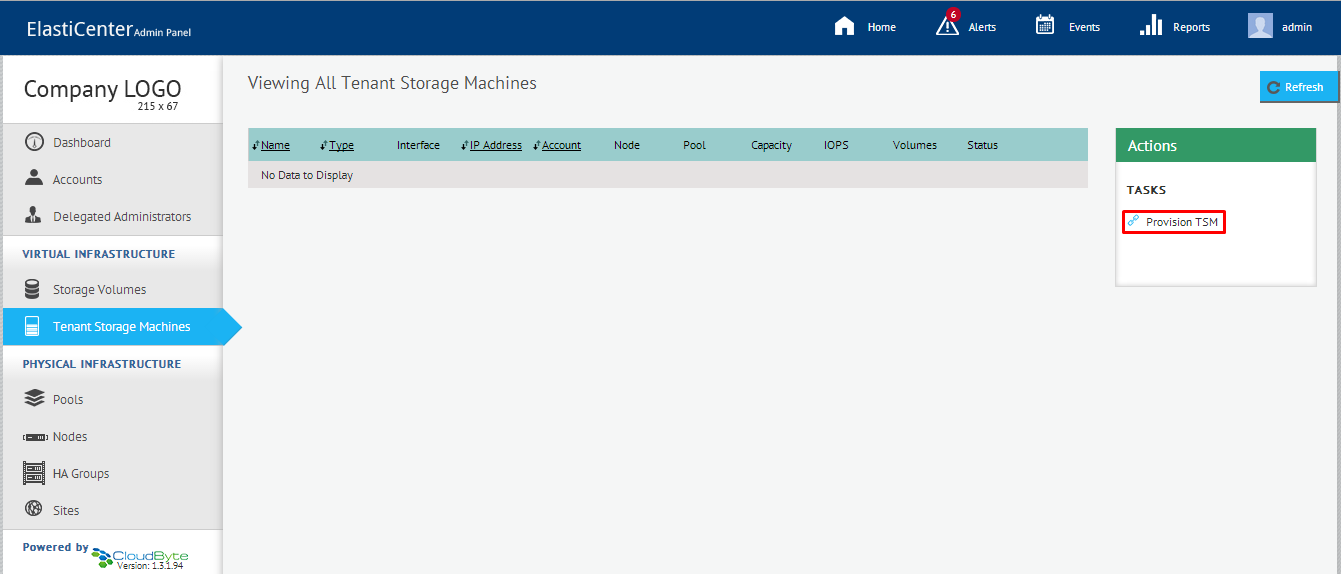 ElastiCenter Admin Panel
Home
6
Alerts
Events
Reports
admin
Company LOGO
215 x 67
Dashboard
Accounts
Delegated Administrators
VIRTUAL INFRASTRUCTURE
Storage Volumes
Tenant Storage Machines
PHYSICAL INFRASTRUCTURE
Pools
Nodes
HA Groups
Sites
Powered by CloudByte
Version: 1.3.1.94
Viewing All Tenant Storage Machines
Refresh
Name Type Interface IP Address Account Node Pool Capacity IOPS Volumes Status
No Data to Display
Actions
TASKS
Provision TSM